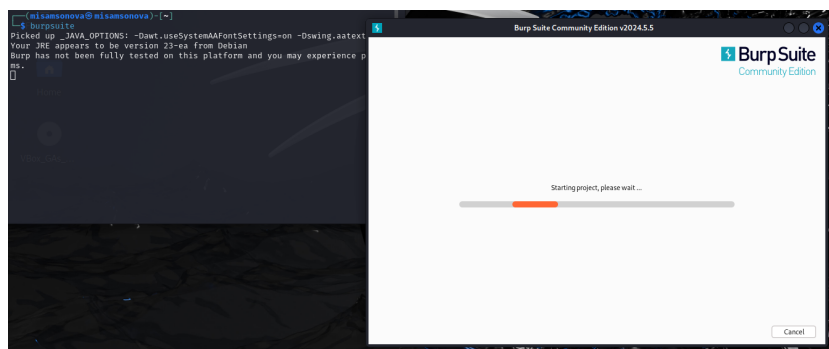 (misamsonova㉿misamsonova)-[~]
$ burpsuite
Picked up _JAVA_OPTIONS: -Dawt.useSystemAAFontSettings=on -Dswing.aatext
Your JRE appears to be version 23-ea from Debian
Burp has not been fully tested on this platform and you may experience p
ms.
Home
Burp Suite Community Edition v2024.5.5
Burp Suite
Community Edition
Starting project, please wait ...
Cancel